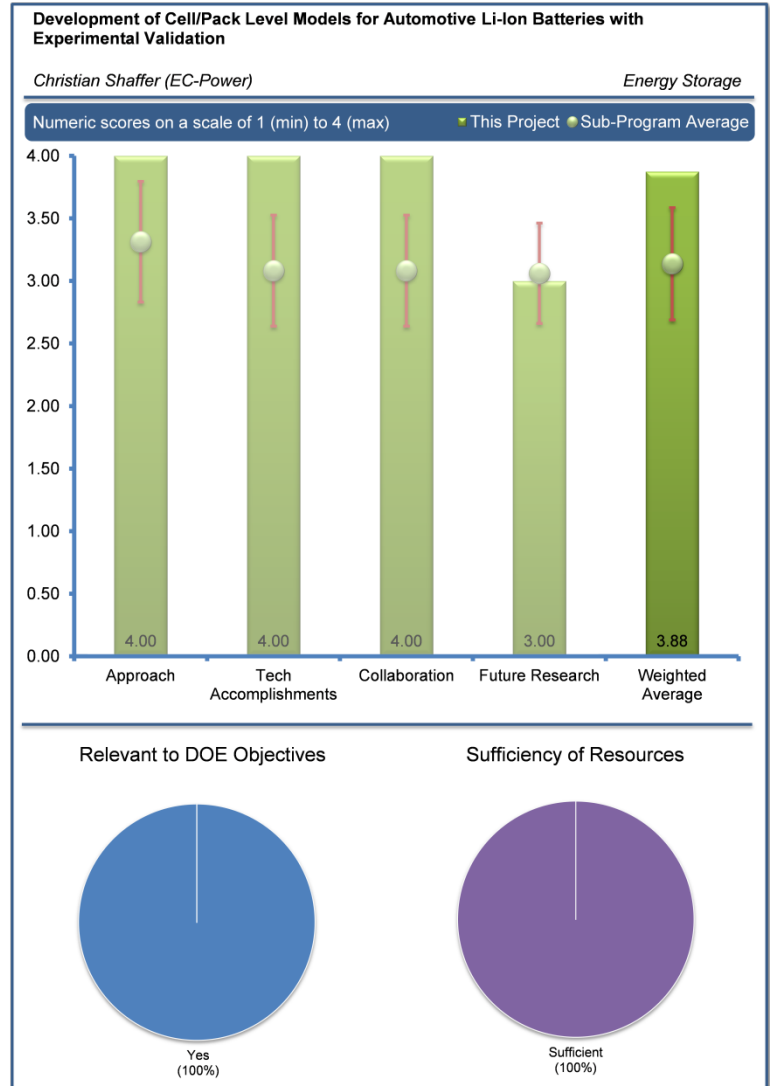 Development of Cell/Pack Level Models for Automotive Li-Ion Batteries with
Experimental Validation
Christian Shaffer (EC-Power) Energy Storage
Numeric scores on a scale of 1 (min) to 4 (max) This Project Sub-Program Average
4.00
3.50
3.00
2.50
2.00
1.50
1.00
0.50
0.00
4.00 4.00 4.00 3.00 3.88
Approach Tech Collaboration Future Research Weighted
Accomplishments Average
Relevant to DOE Objectives Sufficiency of Resources
Yes Sufficient
(100%) (100%)